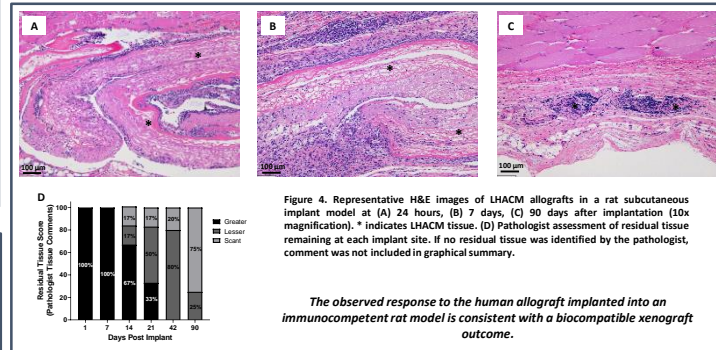 A
B
C
*
*
*
*
*
*
100 µm
100 µm
100 µm
D
Residual Tissue Score
(Pathologist Tissue Comments)
100
80
60
40
20
0
100%
100%
17%
17%
67%
17%
50%
33%
20%
80%
75%
25%
1 7 14 21 42 90
Days Post Implant
Greater
Lesser
Scant
Figure 4. Representative H&E images of LHACM allografts in a rat subcutaneous
implant model at (A) 24 hours, (B) 7 days, (C) 90 days after implantation (10x
magnification). * indicates LHACM tissue. (D) Pathologist assessment of residual tissue
remaining at each implant site. If no residual tissue was identified by the pathologist,
comment was not included in graphical summary.
The observed response to the human allograft implanted into an
immunocompetent rat model is consistent with a biocompatible xenograft
outcome.